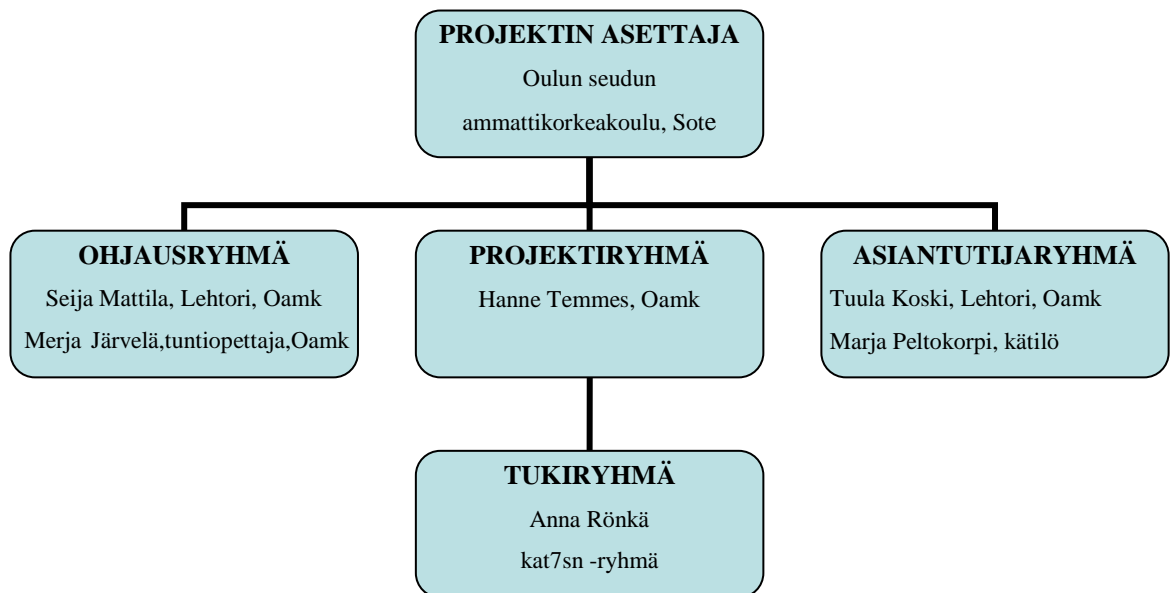 PROJEKTIN ASETTAJA
Oulun seudun
ammattikorkeakoulu, Sote
OHJAUSRYHMÄ
Seija Mattila, Lehtori, Oamk
Merja Järvelä,tuntiopettaja,Oamk
PROJEKTIRYHMÄ
Hanne Temmes, Oamk
ASIANTUTIJARYHMÄ
Tuula Koski, Lehtori, Oamk
Marja Peltokorpi, kätilö
TUKIRYHMÄ
Anna Rönkä
kat7sn -ryhmä